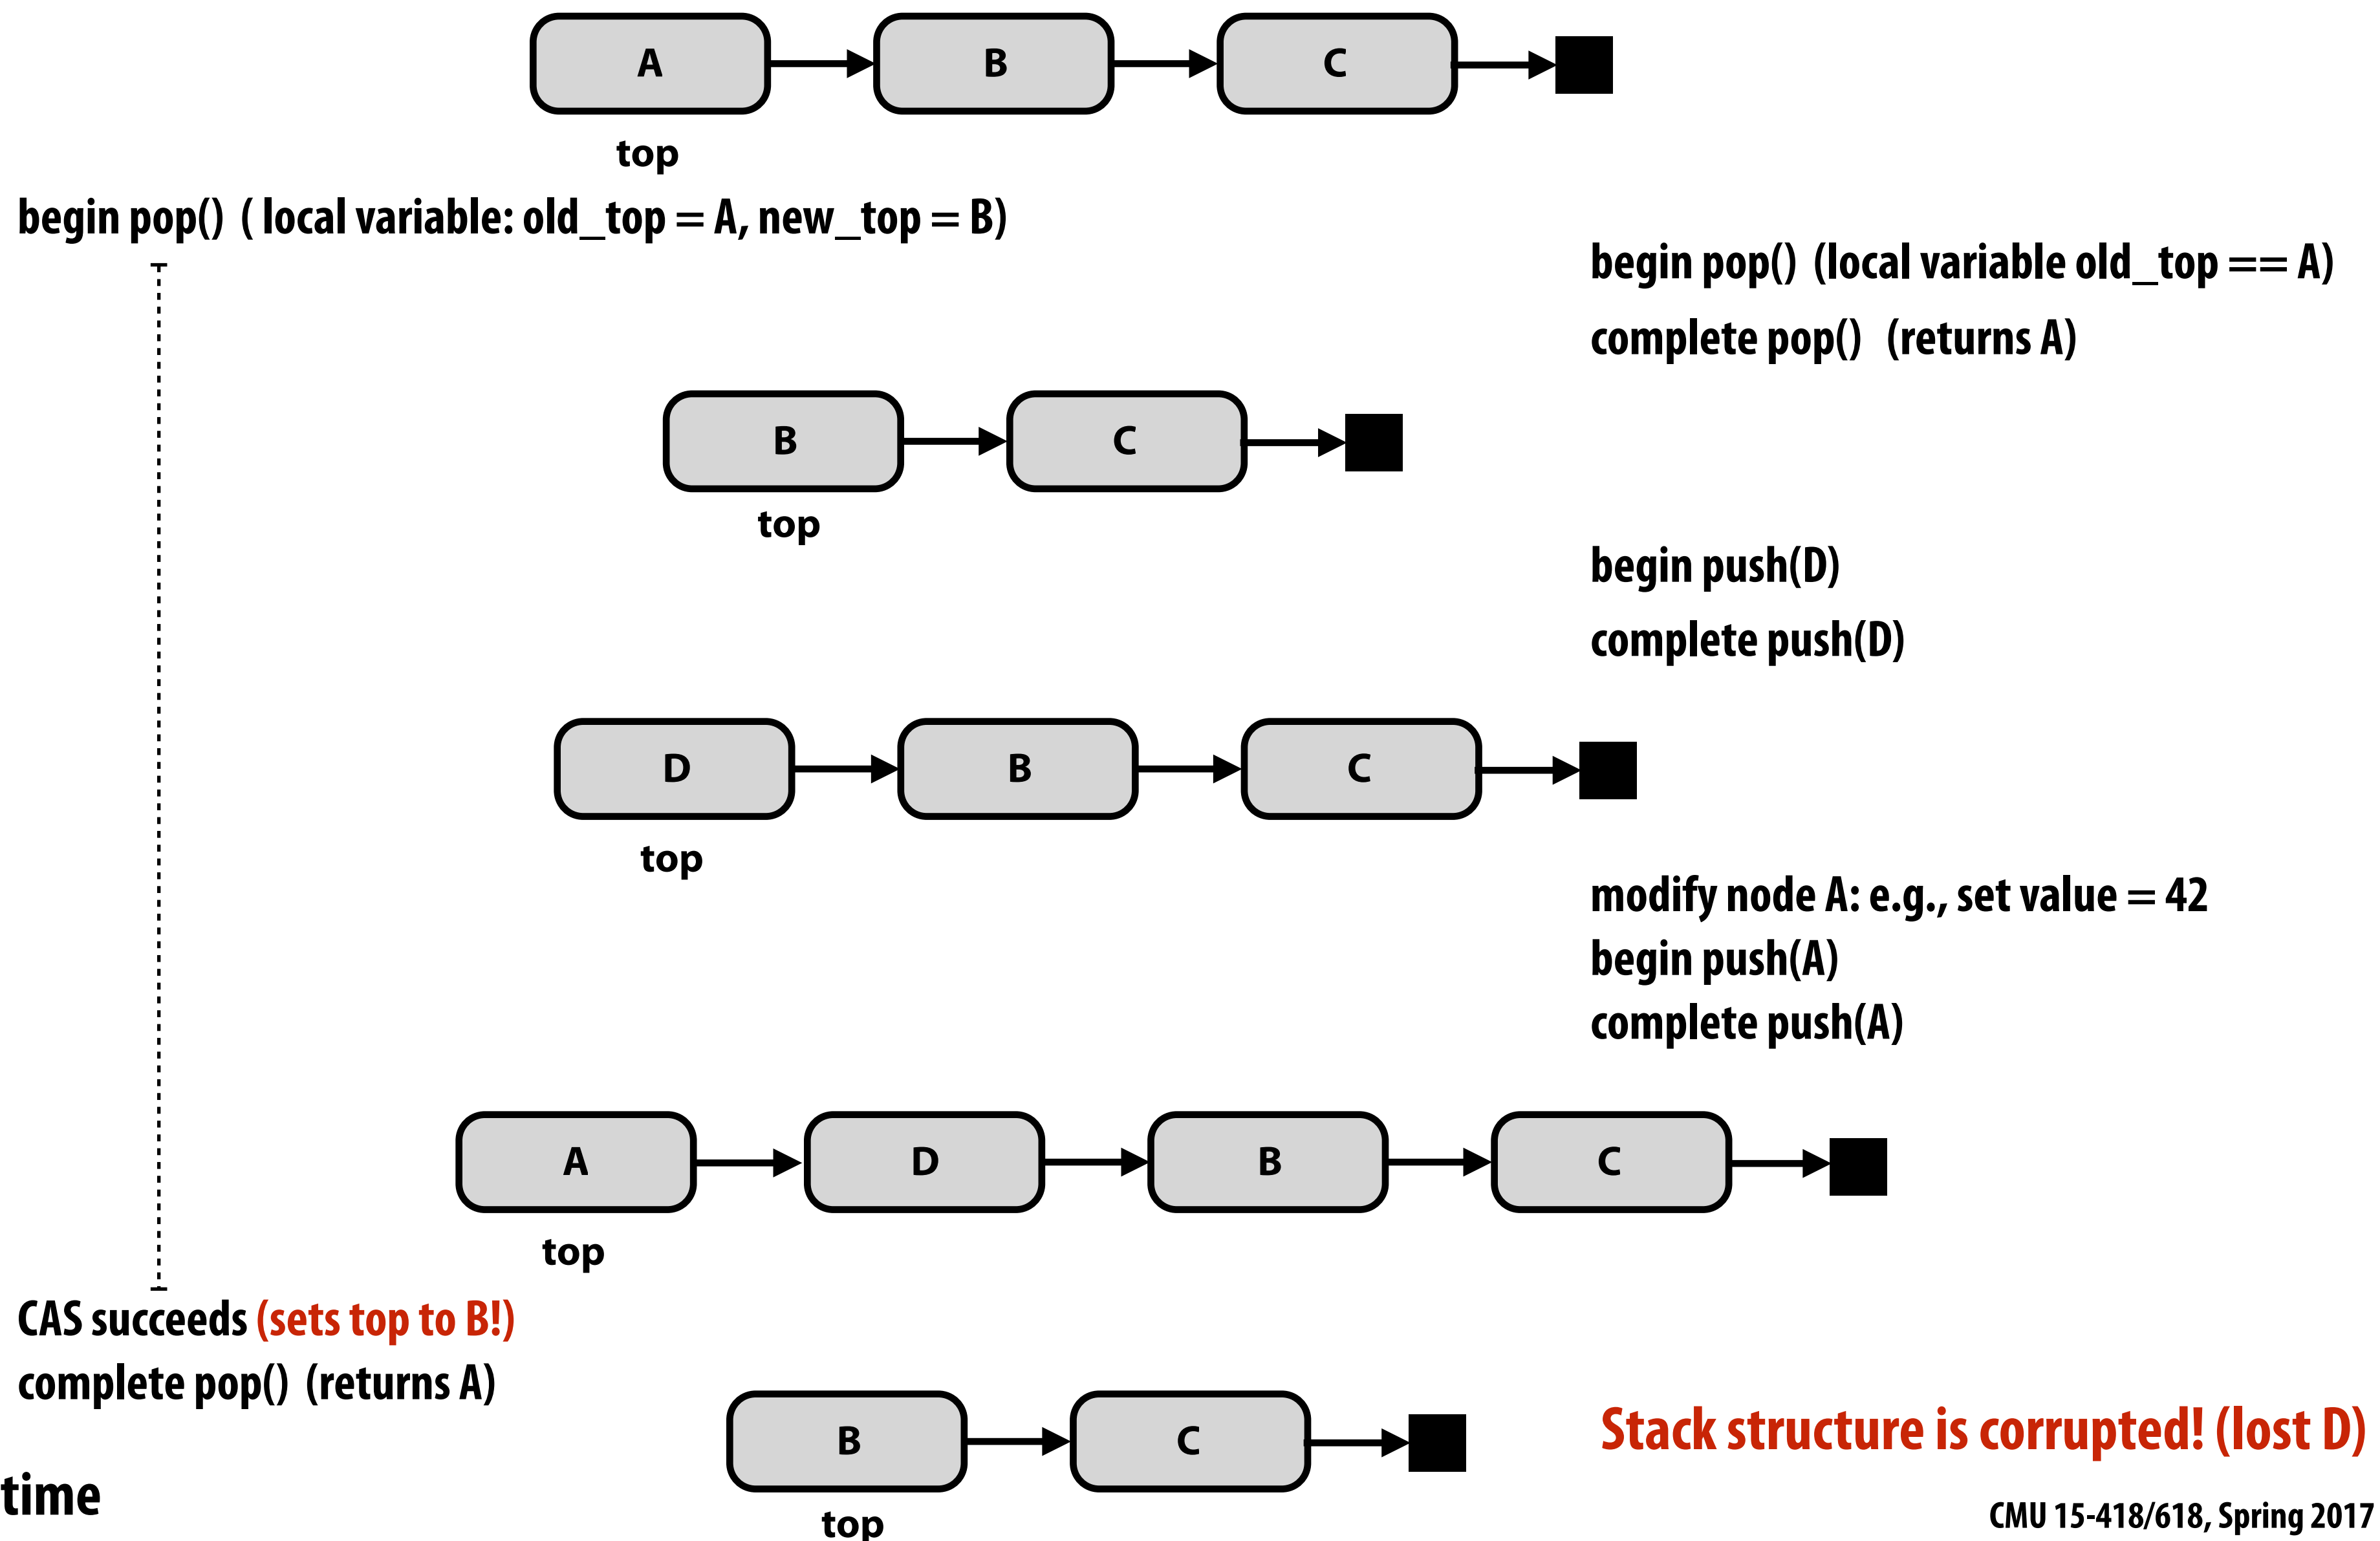 A B C
top
begin pop() ( local variable: old_top = A, new_top = B)
begin pop() (local variable old_top == A)
complete pop() (returns A)
B C
top
begin push(D)
complete push(D)
D B C
top
modify node A: e.g., set value = 42
begin push(A)
complete push(A)
A D B C
top
CAS succeeds (sets top to B!)
complete pop() (returns A)
B C
top
Stack structure is corrupted! (lost D)
time
CMU 15-418/618, Spring 2017